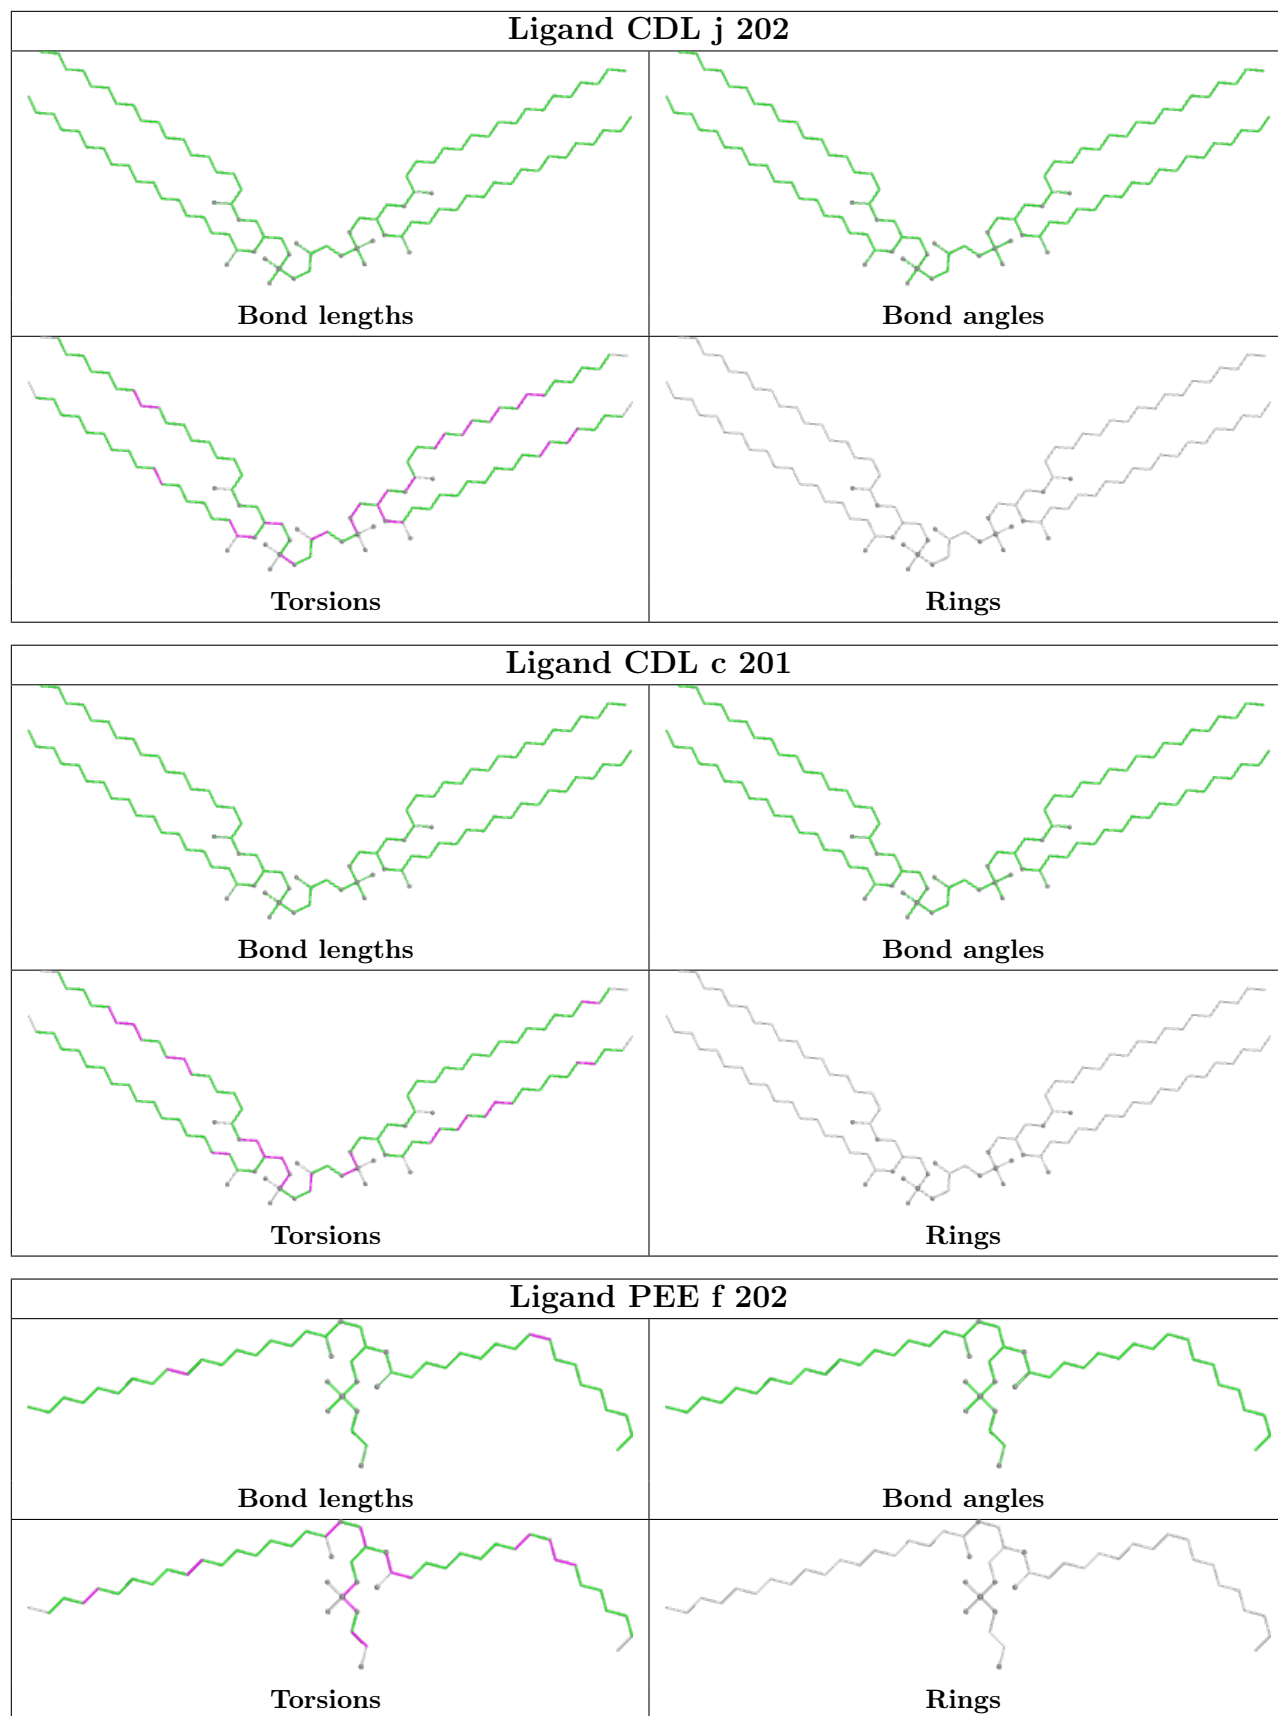 Ligand CDL j 202
Bond lengths
Bond angles
Torsions
Rings
Ligand CDL c 201
Bond lengths
Bond angles
Torsions
Rings
Ligand PEE f 202
Bond lengths
Bond angles
Torsions
Rings